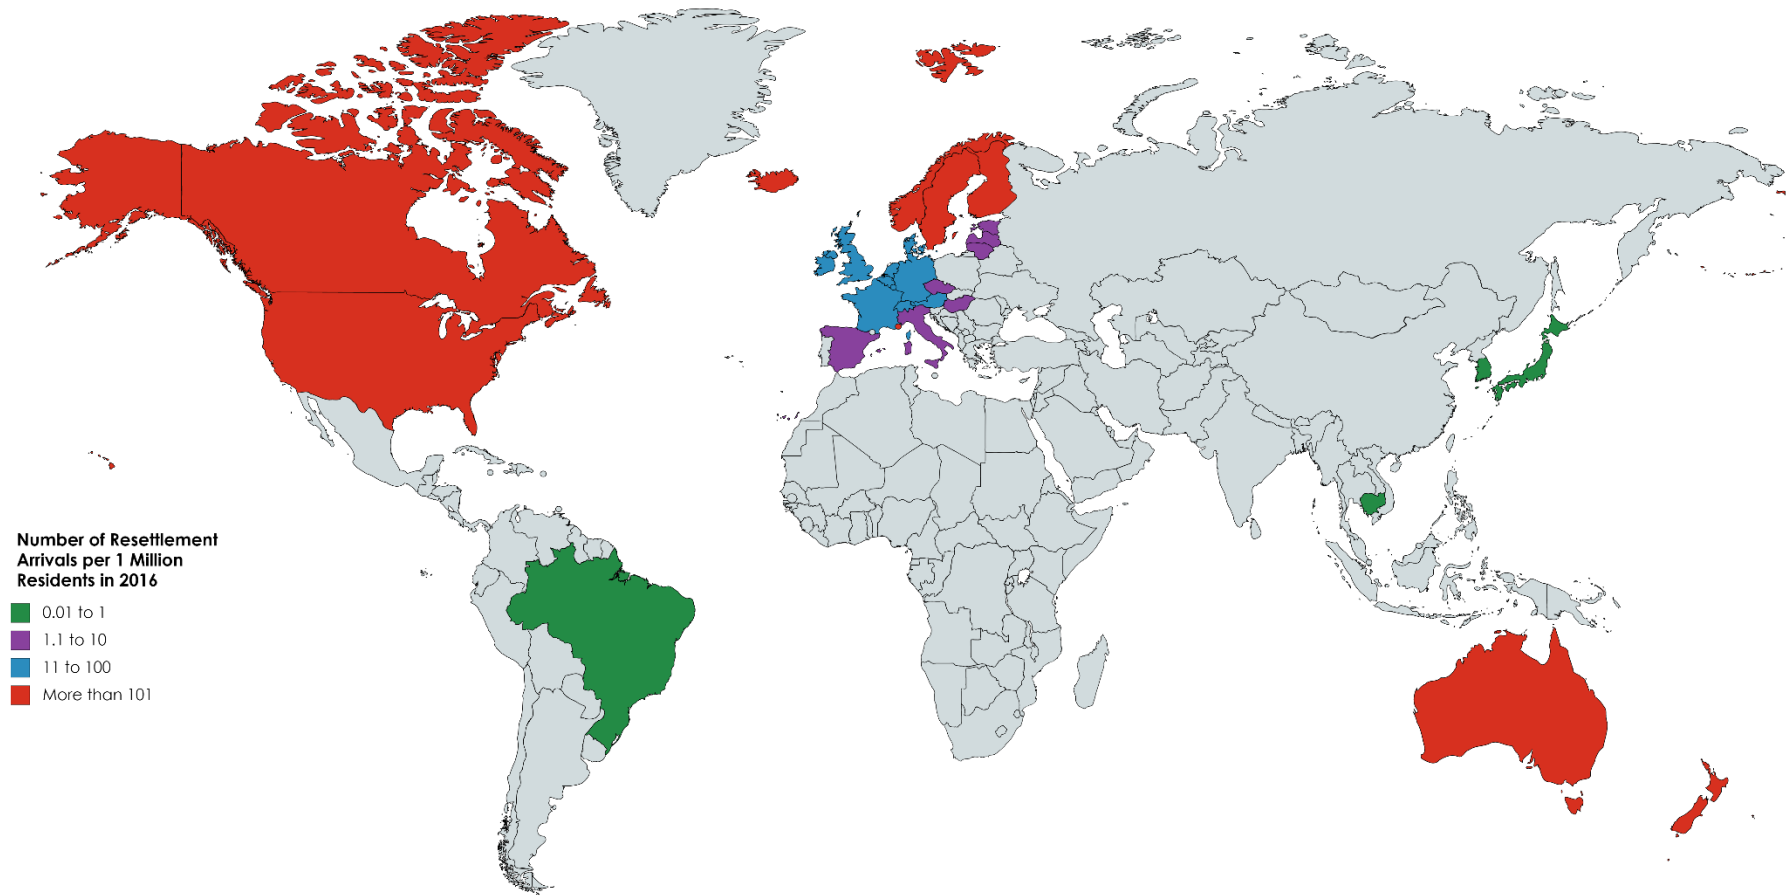 Number of Resettlement
Arrivals per 1 Million
Residents in 2016
0.01 to 1
1.1 to 10
11 to 100
More than 101